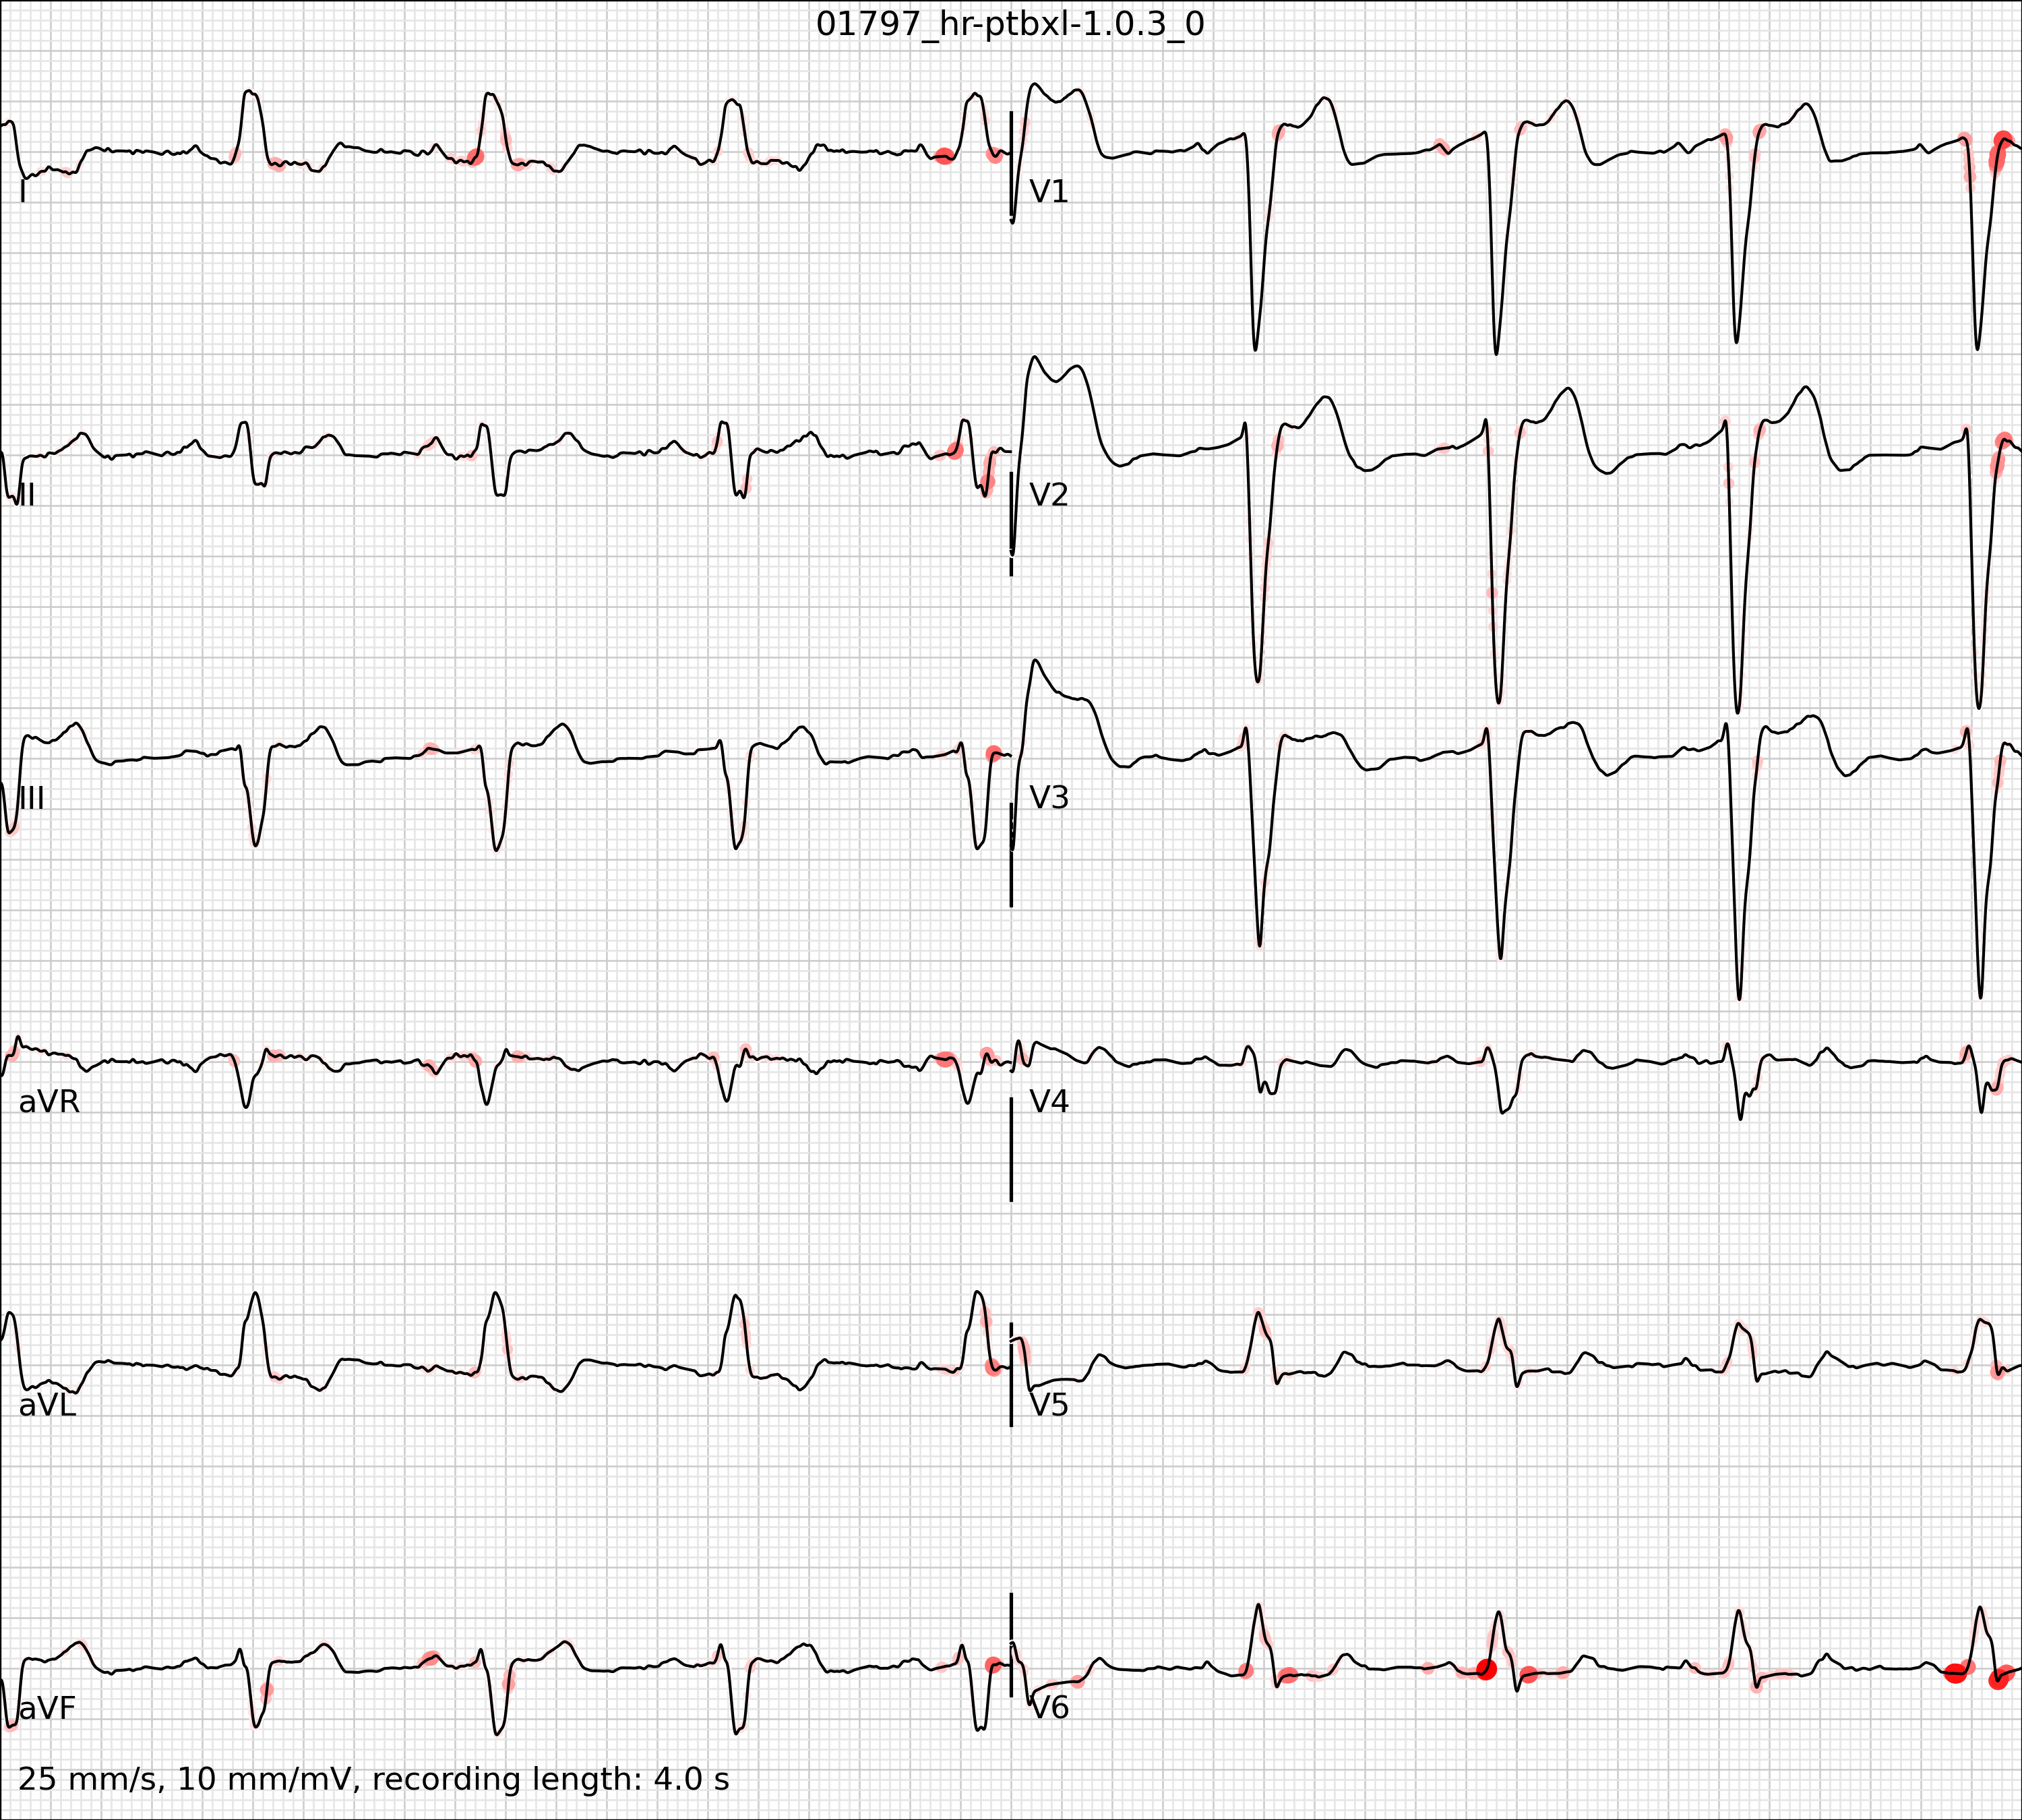 01797_hr-ptbxl-1.0.3_0
I
V1
II
V2
III
V3
aVR
V4
aVL
V5
aVF
V6
25 mm/s, 10 mm/mV, recording length: 4.0 s